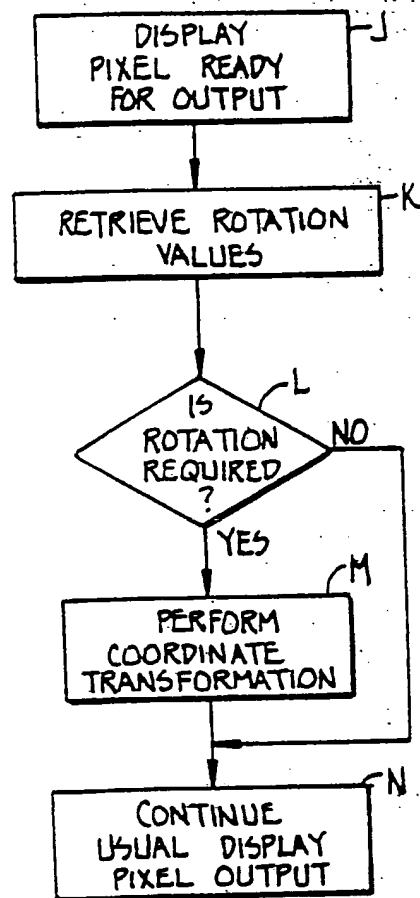 DISPLAY
PIXEL READY
FOR OUTPUT
J
RETRIEVE ROTATION
VALUES
K
IS
ROTATION
REQUIRED
?
L
NO
YES
PERFORM
COORDINATE
TRANSFORMATION
M
CONTINUE
USUAL DISPLAY
PIXEL OUTPUT
N